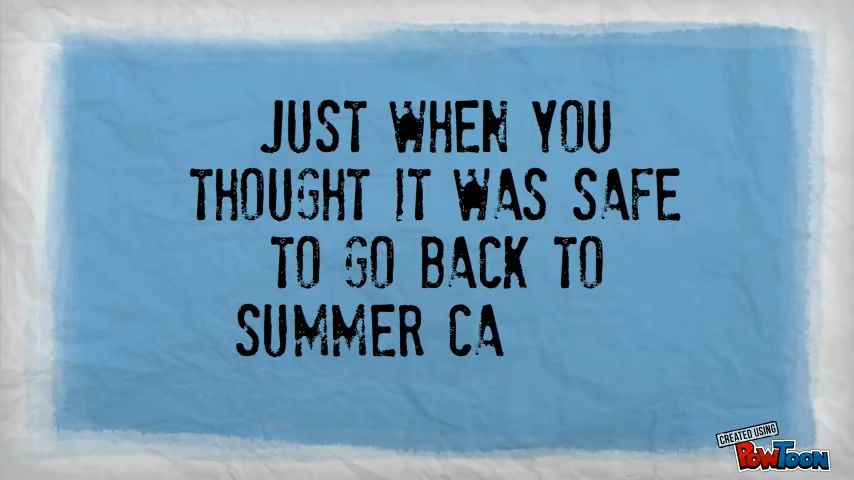 JUST WHEN YOU
THOUGHT IT WAS SAFE
TO GO BACK TO
SUMMER CA
CREATED USING
POWTOON